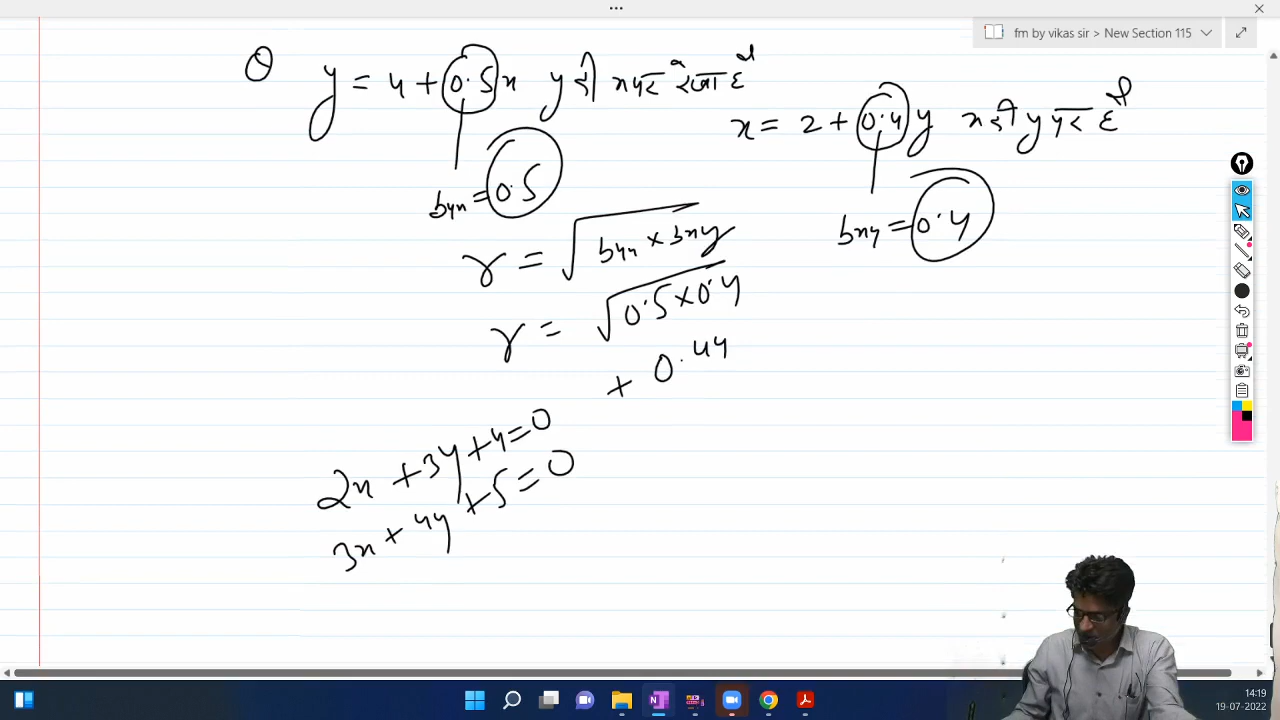 fm by vikas sir > New Section 115
y = 4 + 0.5x y की x पर रेखा है
x = 2 + 0.4y x की y पर है
byx = 0.5
bxy = 0.4
r = √byx × bxy
r = √0.5 × 0.4
+ 0.44
2x + 3y + 4 = 0
3x + 4y + 5 = 0
14:19
19-07-2022